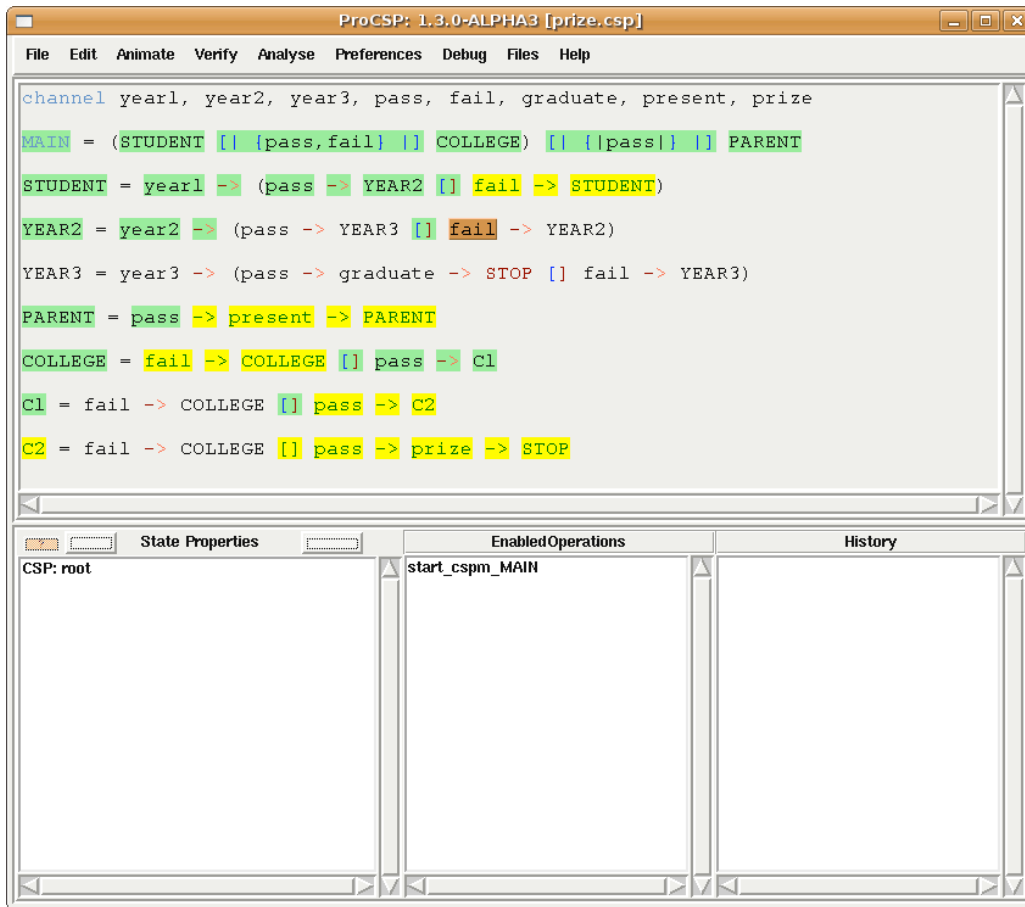 ProCSP: 1.3.0-ALPHA3 [prize.csp]
File Edit Animate Verify Analyse Preferences Debug Files Help
channel year1, year2, year3, pass, fail, graduate, present, prize
MAIN = (STUDENT [| {pass,fail} |] COLLEGE) [| {|pass|} |] PARENT
STUDENT = year1 -> (pass -> YEAR2 [] fail -> STUDENT)
YEAR2 = year2 -> (pass -> YEAR3 [] fail -> YEAR2)
YEAR3 = year3 -> (pass -> graduate -> STOP [] fail -> YEAR3)
PARENT = pass -> present -> PARENT
COLLEGE = fail -> COLLEGE [] pass -> C1
C1 = fail -> COLLEGE [] pass -> C2
C2 = fail -> COLLEGE [] pass -> prize -> STOP
State Properties EnabledOperations History
CSP: root start_cspm_MAIN